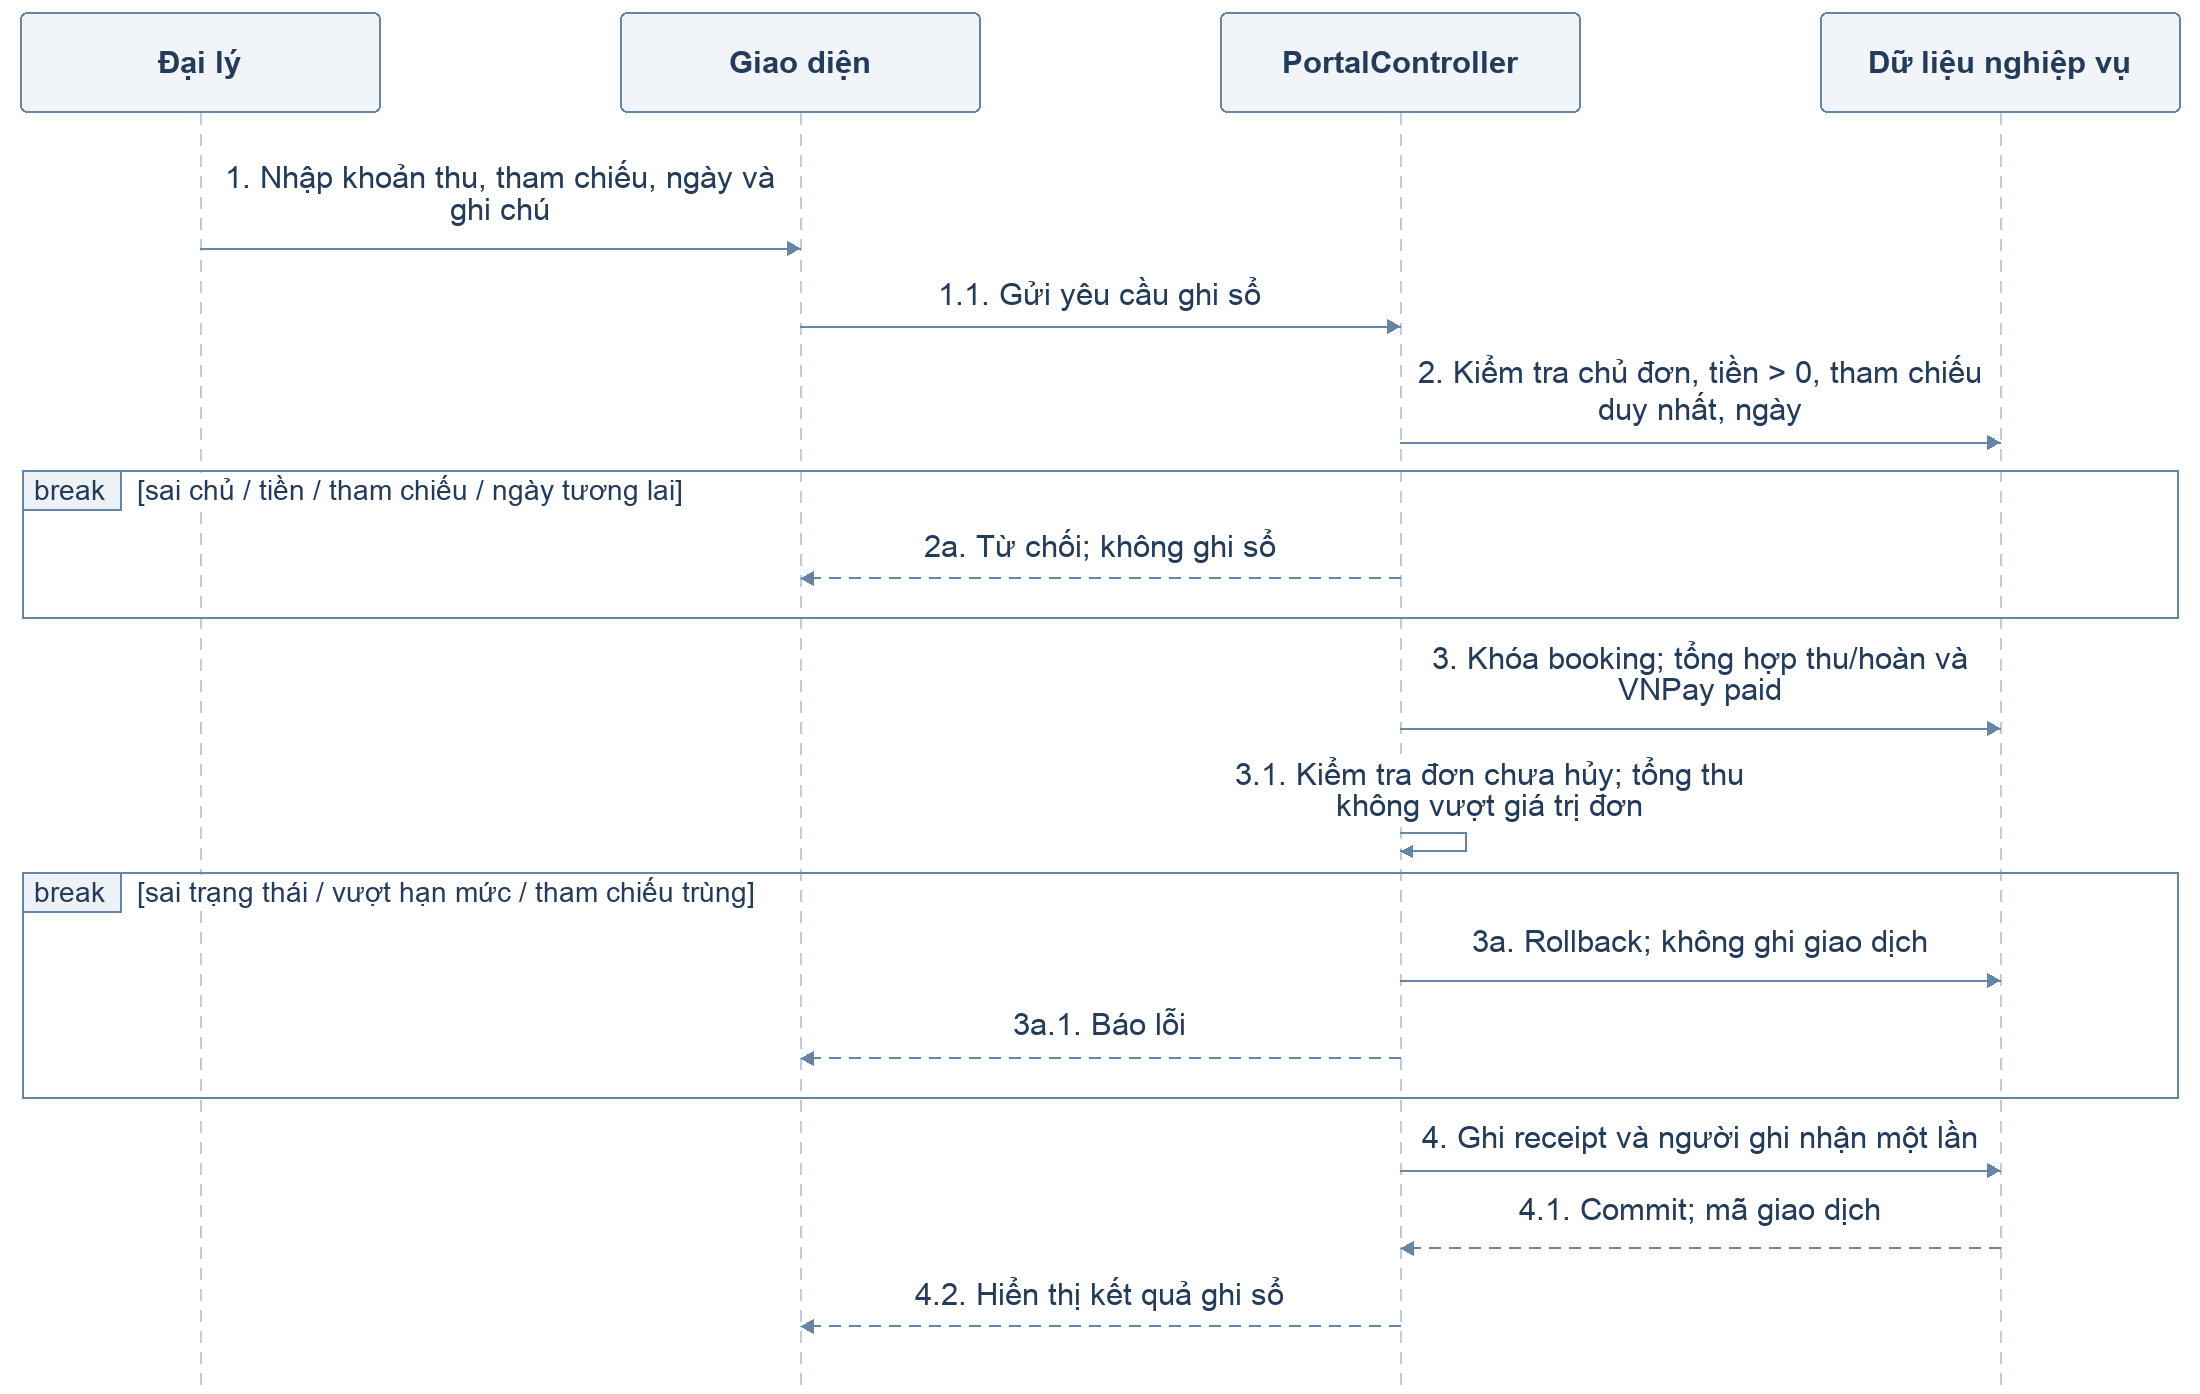 Đại lý
Giao diện
PortalController
Dữ liệu nghiệp vụ
1. Nhập khoản thu, tham chiếu, ngày và
ghi chú
1.1. Gửi yêu cầu ghi sổ
2. Kiểm tra chủ đơn, tiền > 0, tham chiếu
duy nhất, ngày
break
[sai chủ / tiền / tham chiếu / ngày tương lai]
2a. Từ chối; không ghi sổ
3. Khóa booking; tổng hợp thu/hoàn và
VNPay paid
3.1. Kiểm tra đơn chưa hủy; tổng thu
không vượt giá trị đơn
break
[sai trạng thái / vượt hạn mức / tham chiếu trùng]
3a. Rollback; không ghi giao dịch
3a.1. Báo lỗi
4. Ghi receipt và người ghi nhận một lần
4.1. Commit; mã giao dịch
4.2. Hiển thị kết quả ghi sổ